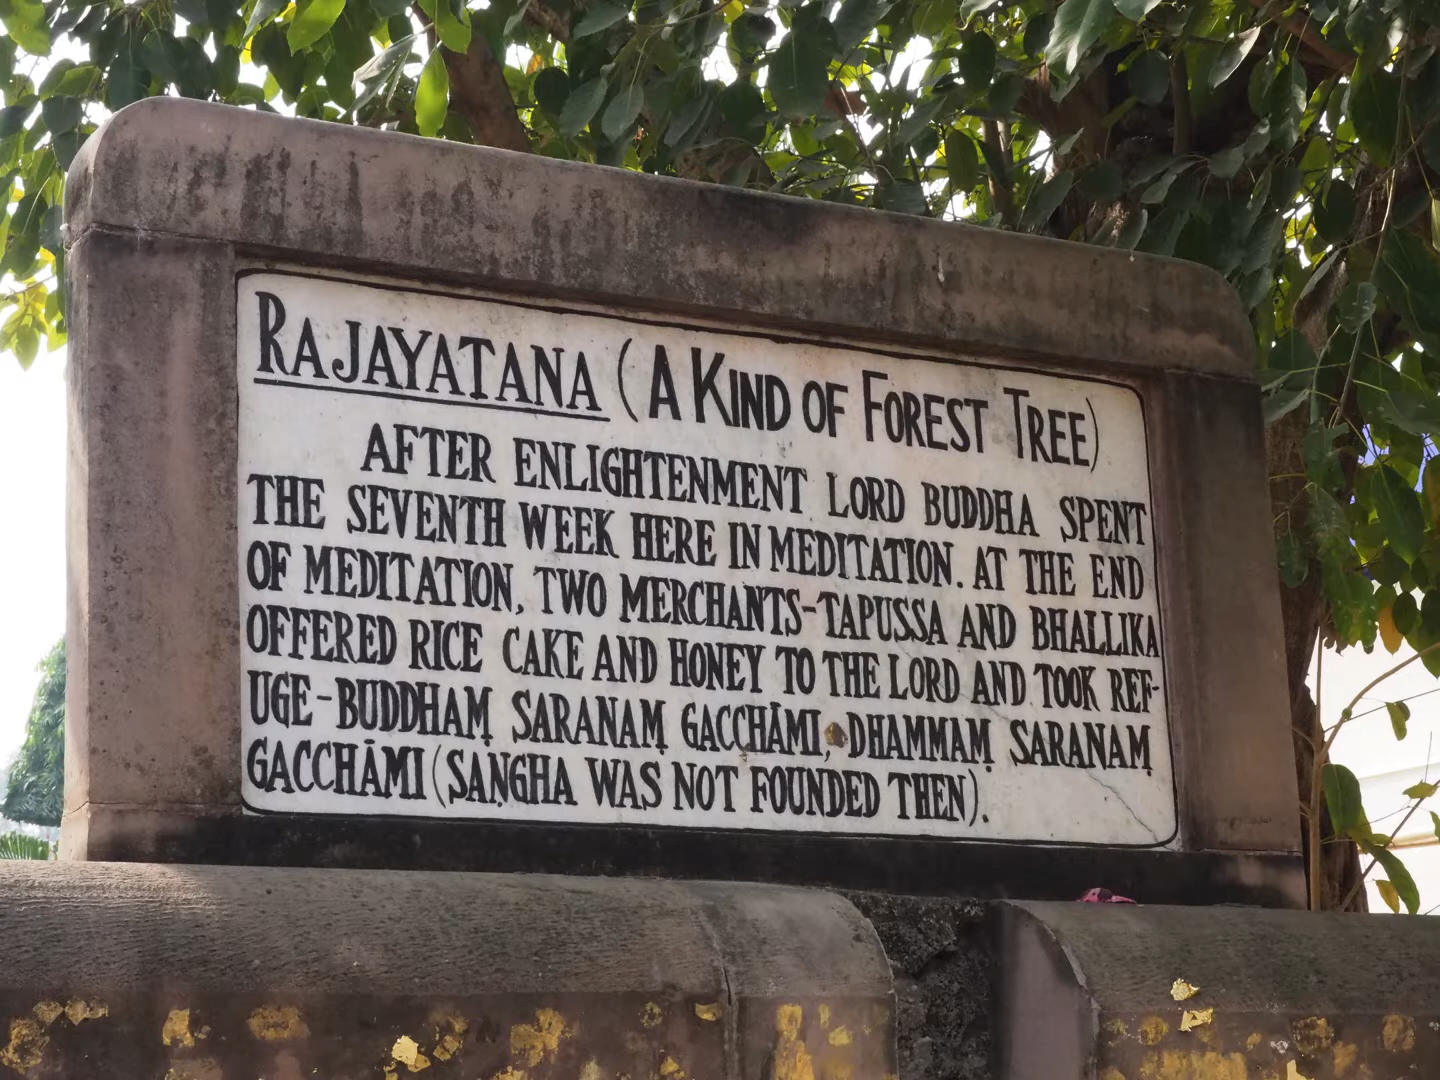 RAJAYATANA (A KIND OF FOREST TREE)
AFTER ENLIGHTENMENT LORD BUDDHA SPENT
THE SEVENTH WEEK HERE IN MEDITATION. AT THE END
OF MEDITATION, TWO MERCHANTS-TAPUSSA AND BHALLIKA
OFFERED RICE CAKE AND HONEY TO THE LORD AND TOOK REF-
UGE-BUDDHAṂ SARANAṂ GACCHĀMI, DHAMMAṂ SARANAṂ
GACCHĀMI (SAṆGHA WAS NOT FOUNDED THEN).